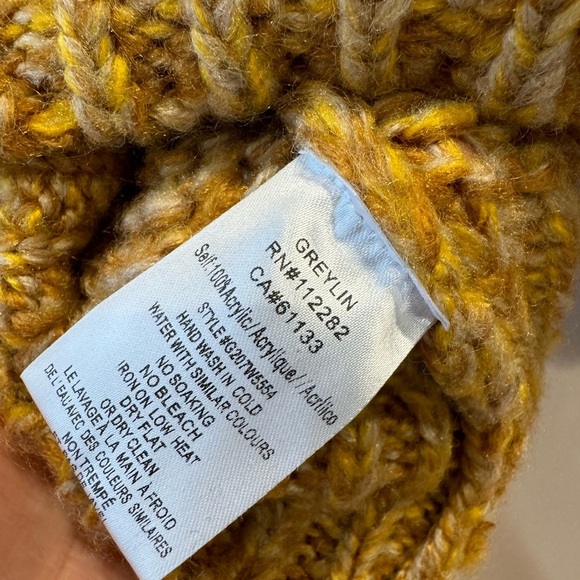 GREYLIN
RN#112282
CA#61133
Self:100%Acrylic/Acrylique//Acrilico
STYLE#G207W5554
HAND WASH IN COLD
WATER WITH SIMILAR COLOURS
NO SOAKING
NO BLEACH
IRON ON LOW HEAT
DRY FLAT
OR DRY CLEAN
LE LAVAGE À LA MAIN À FROID
DE L'EAU AVEC DES COULEURS SIMILAIRES
NON TREMPÉ